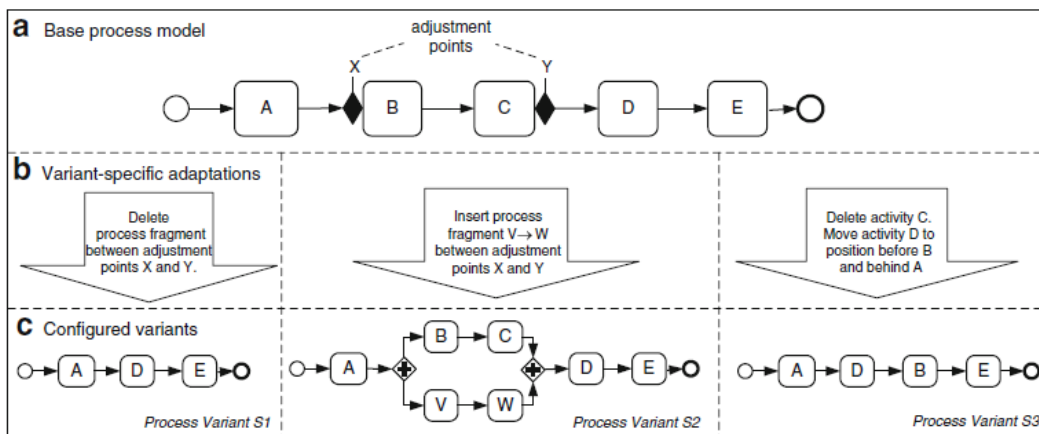 a Base process model
adjustment
points
X
Y
A
B
C
D
E
b Variant-specific adaptations
Delete
process fragment
between adjustment
points X and Y.
Insert process
fragment V→W
between adjustment
points X and Y
Delete activity C.
Move activity D to
position before B
and behind A
c Configured variants
A
D
E
Process Variant S1
A
B
C
V
W
D
E
Process Variant S2
A
D
B
E
Process Variant S3